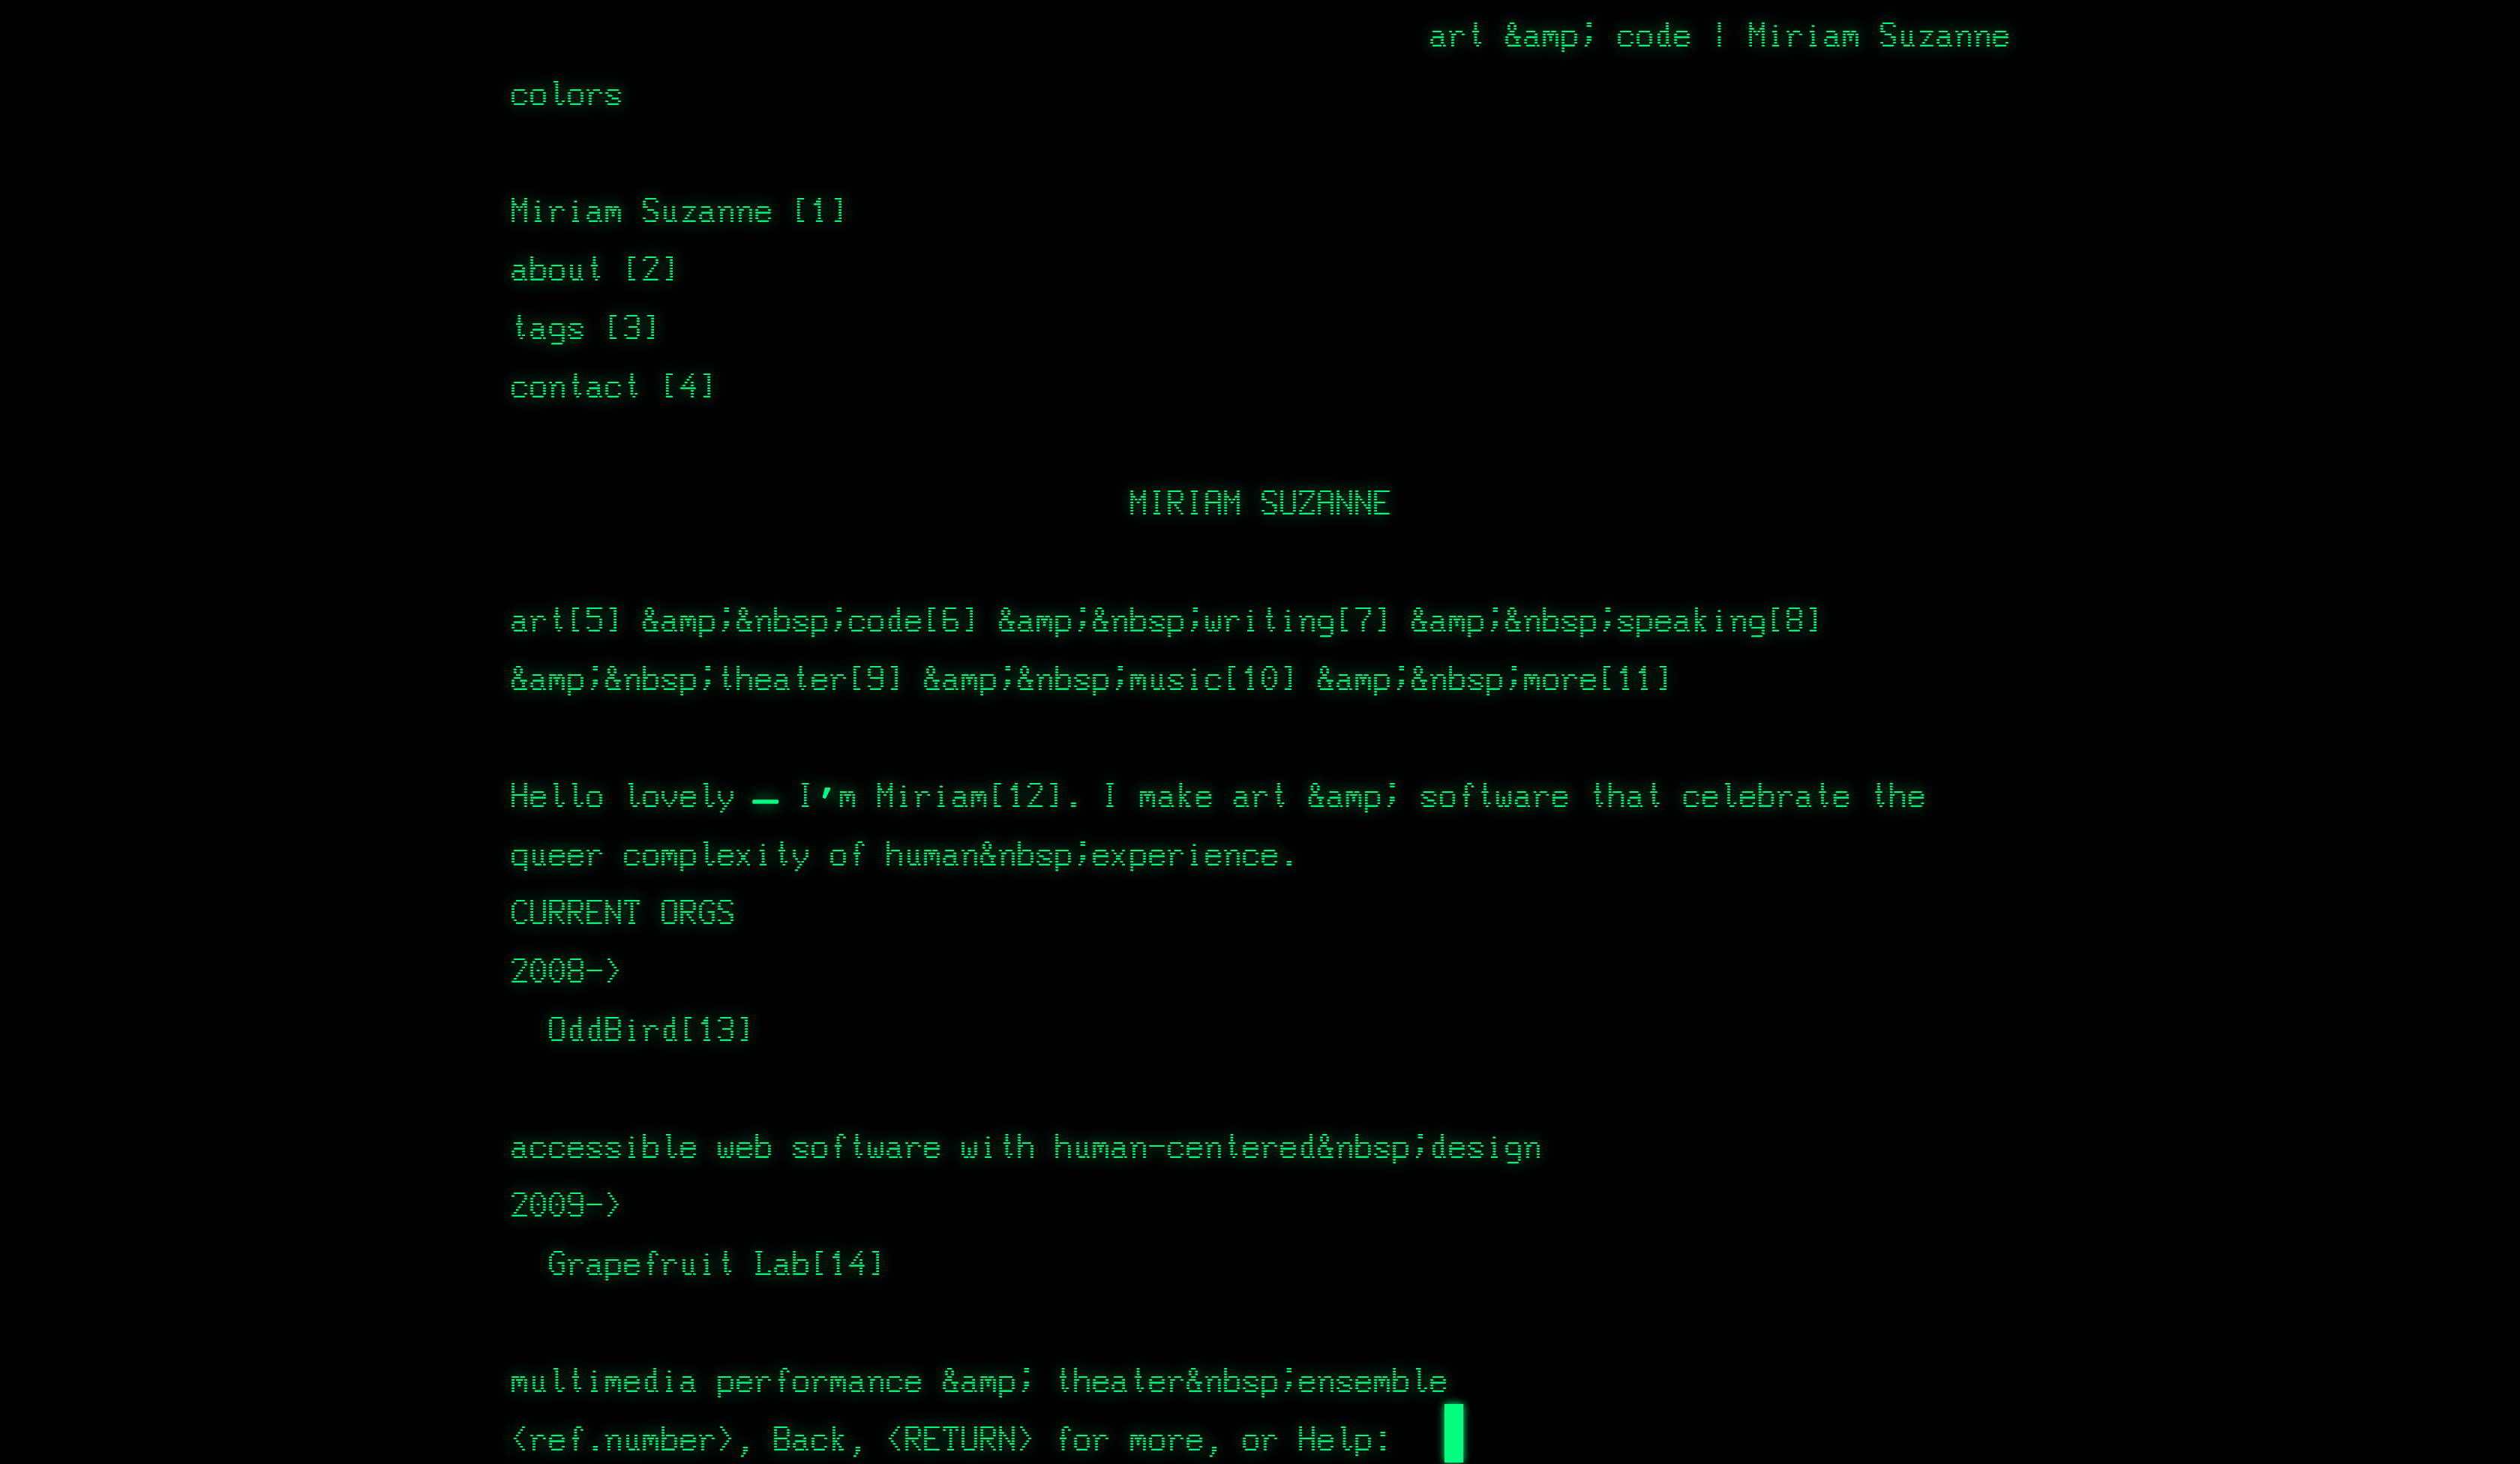 art &amp; code | Miriam Suzanne
colors
Miriam Suzanne [1]
about [2]
tags [3]
contact [4]
MIRIAM SUZANNE
art[5] &amp;&nbsp;code[6] &amp;&nbsp;writing[7] &amp;&nbsp;speaking[8]
&amp;&nbsp;theater[9] &amp;&nbsp;music[10] &amp;&nbsp;more[11]
Hello lovely — I’m Miriam[12]. I make art &amp; software that celebrate the
queer complexity of human&nbsp;experience.
CURRENT ORGS
2008->
OddBird[13]
accessible web software with human-centered&nbsp;design
2009->
Grapefruit Lab[14]
multimedia performance &amp; theater&nbsp;ensemble
<ref.number>, Back, <RETURN> for more, or Help: